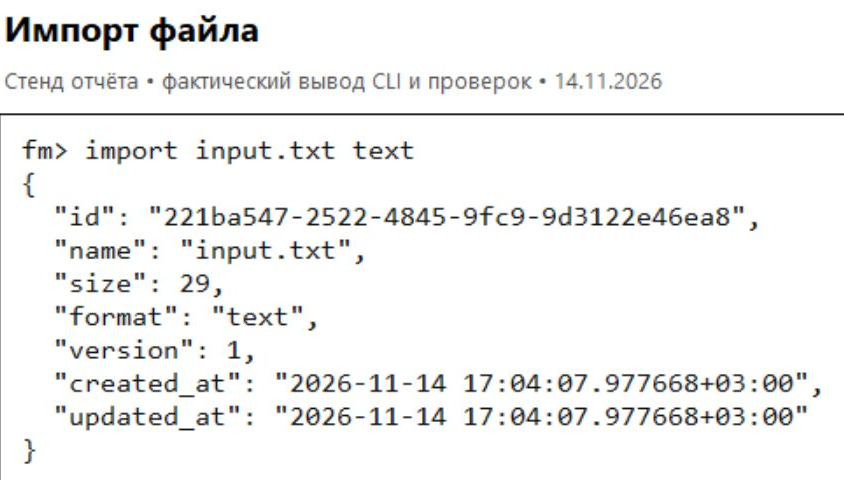 Импорт файла
Стенд отчёта • фактический вывод CLI и проверок • 14.11.2026
fm> import input.txt text
{
  "id": "221ba547-2522-4845-9fc9-9d3122e46ea8",
  "name": "input.txt",
  "size": 29,
  "format": "text",
  "version": 1,
  "created_at": "2026-11-14 17:04:07.977668+03:00",
  "updated_at": "2026-11-14 17:04:07.977668+03:00"
}